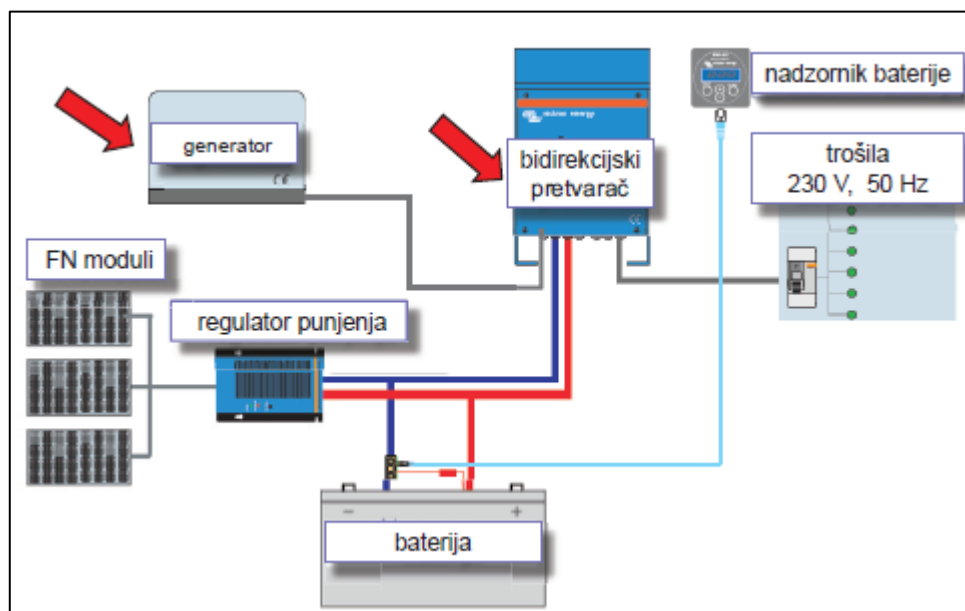 nadzornik baterije
generator
bidirekcijski
pretvarač
trošila
230 V, 50 Hz
FN moduli
regulator punjenja
baterija
− +